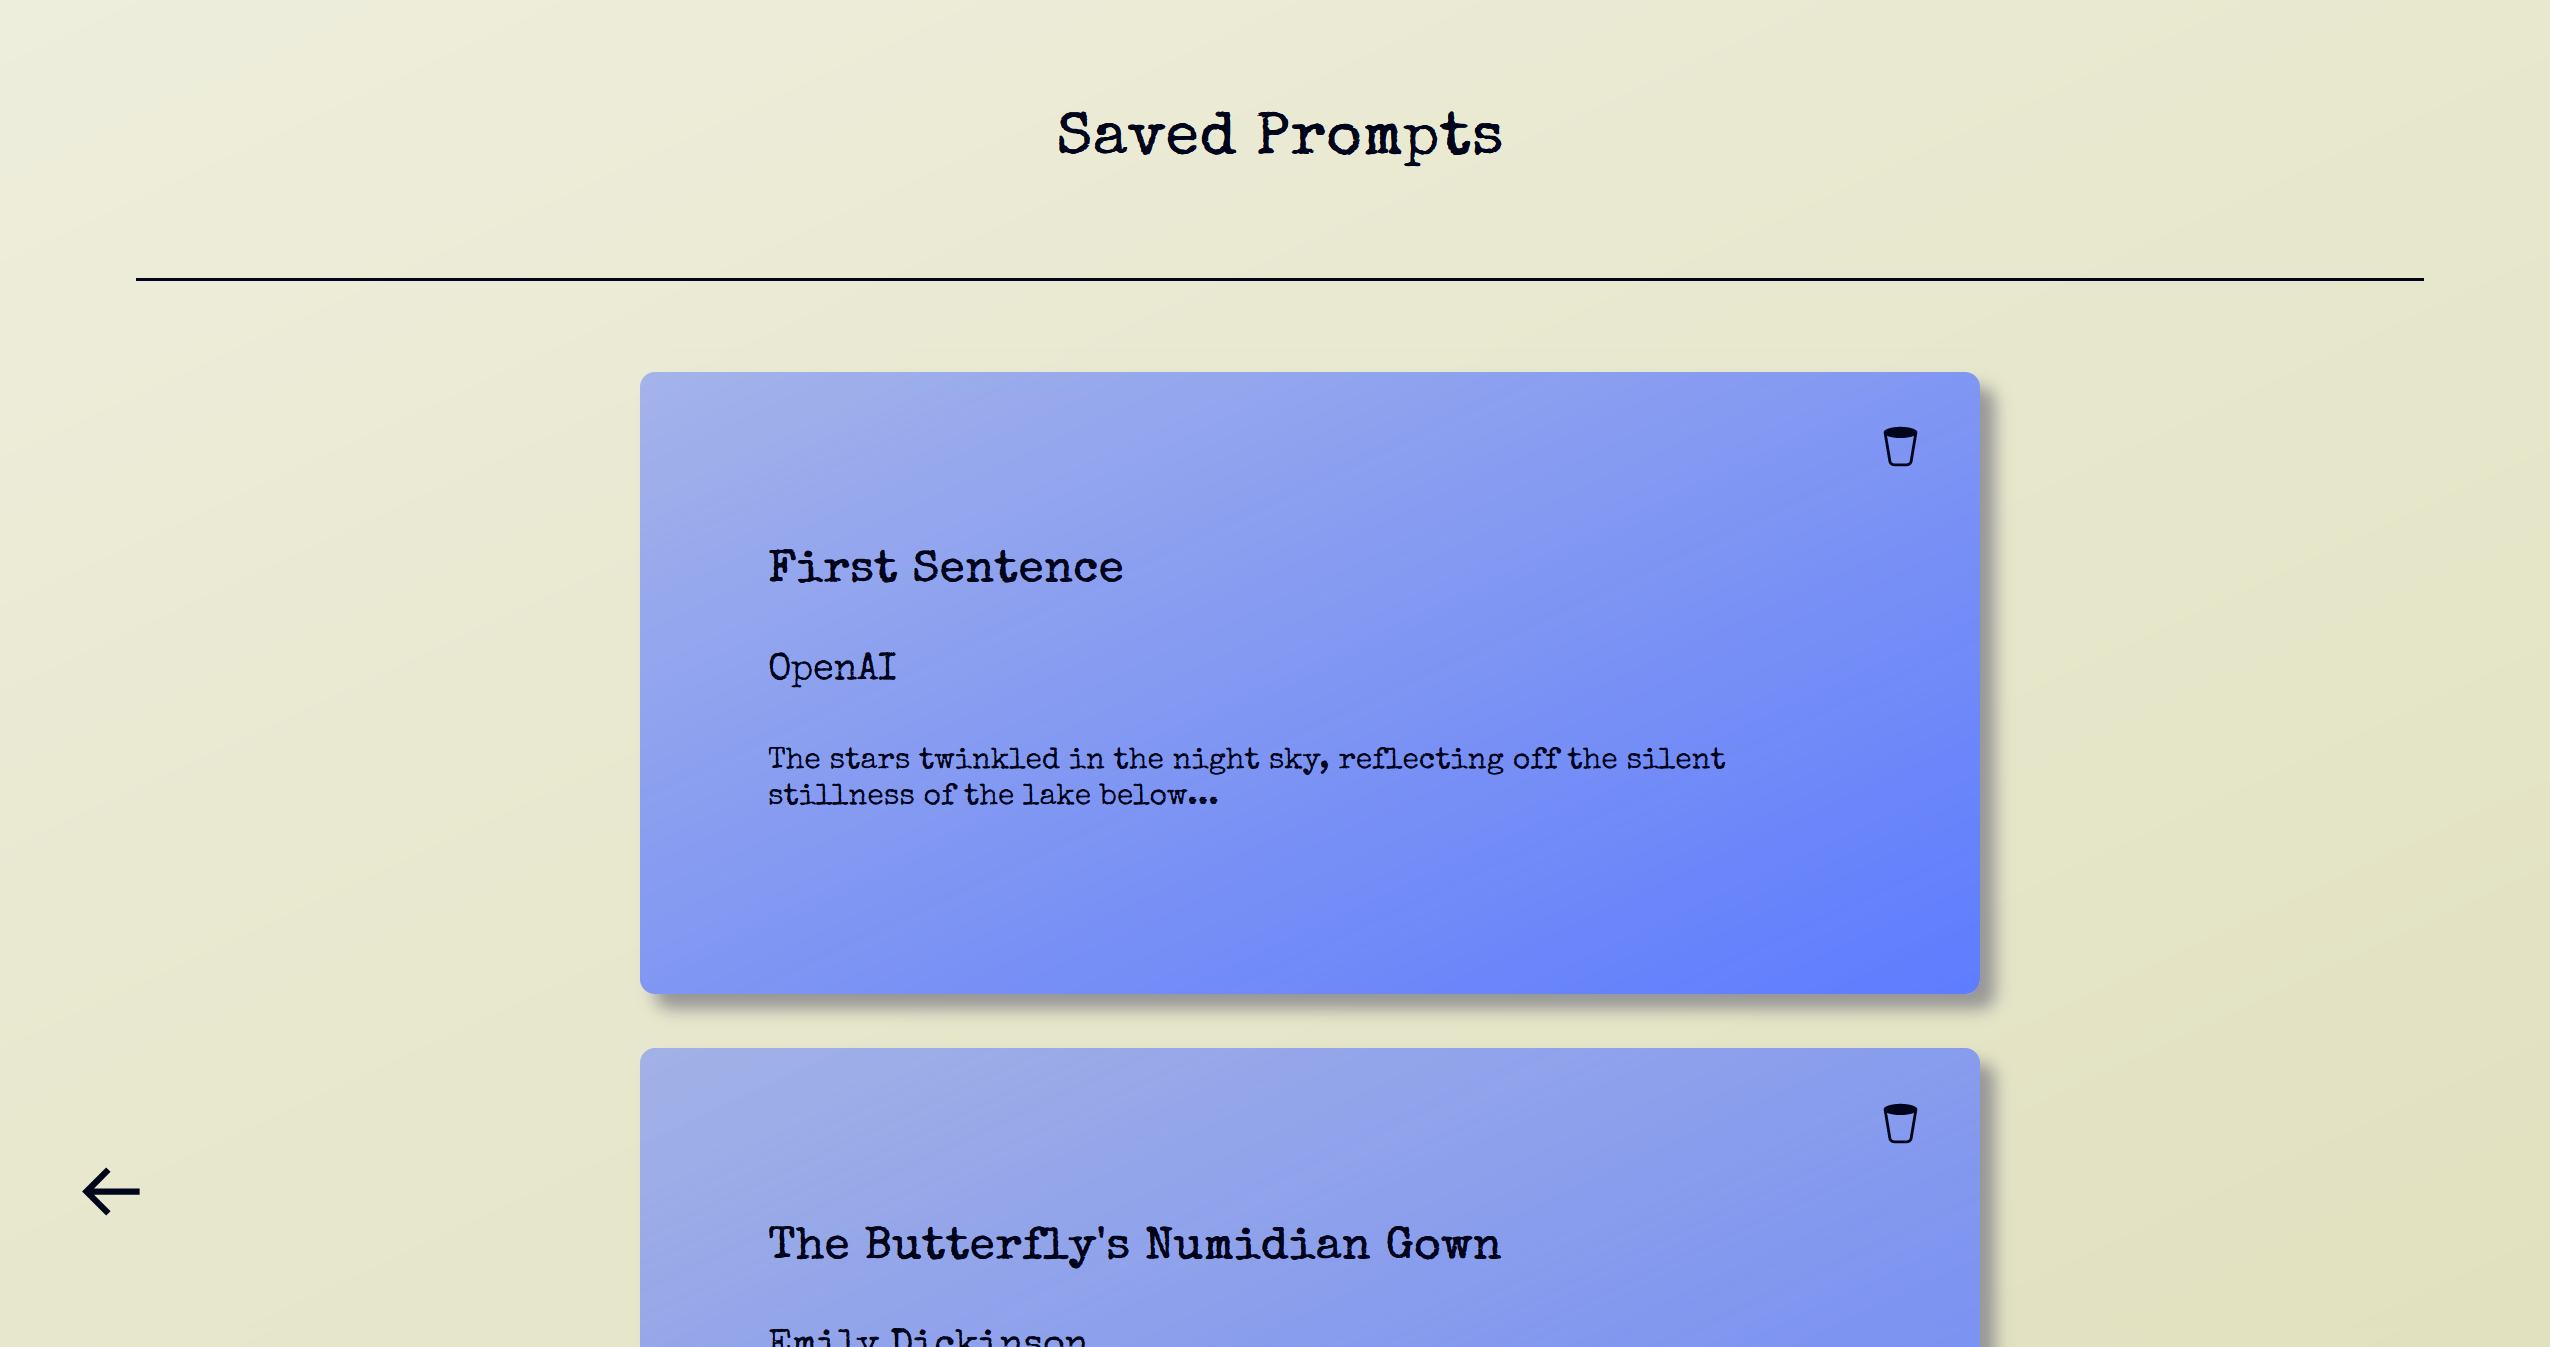 Saved Prompts
First Sentence
OpenAI
The stars twinkled in the night sky, reflecting off the silent
stillness of the lake below...
The Butterfly's Numidian Gown
Emily Dickinson